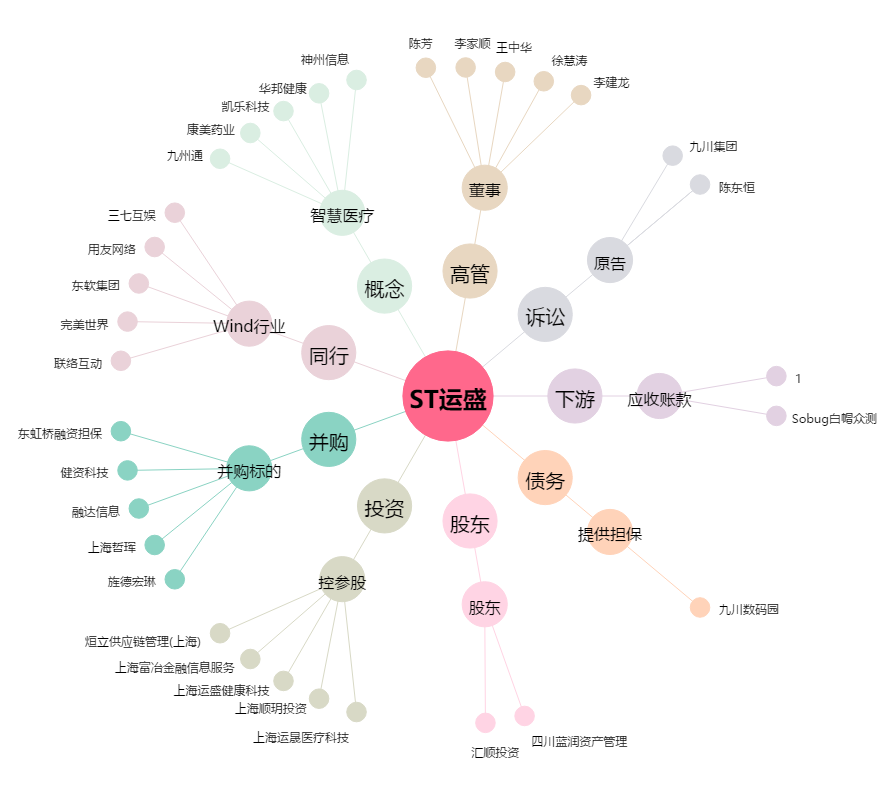 ST运盛
高管
董事
陈芳
李家顺
王中华
徐慧涛
李建龙
诉讼
原告
九川集团
陈东恒
下游
应收账款
1
Sobug白帽众测
债务
提供担保
九川数码园
股东
股东
四川蓝润资产管理
汇顺投资
投资
控参股
上海运晟医疗科技
上海顺玥投资
上海运盛健康科技
上海富冶金融信息服务
烜立供应链管理(上海)
并购
并购标的
旌德宏琳
上海哲珲
融达信息
健资科技
东虹桥融资担保
同行
Wind行业
联络互动
完美世界
东软集团
用友网络
三七互娱
概念
智慧医疗
九州通
康美药业
凯乐科技
华邦健康
神州信息